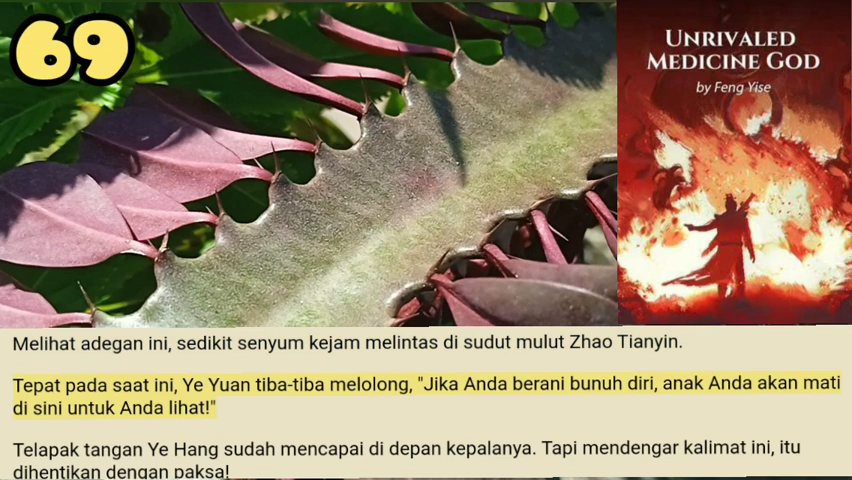 69
UNRIVALED
MEDICINE GOD
by Feng Yise
Melihat adegan ini, sedikit senyum kejam melintas di sudut mulut Zhao Tianyin.
Tepat pada saat ini, Ye Yuan tiba-tiba melolong, "Jika Anda berani bunuh diri, anak Anda akan mati
di sini untuk Anda lihat!"
Telapak tangan Ye Hang sudah mencapai di depan kepalanya. Tapi mendengar kalimat ini, itu
dihentikan dengan paksa!